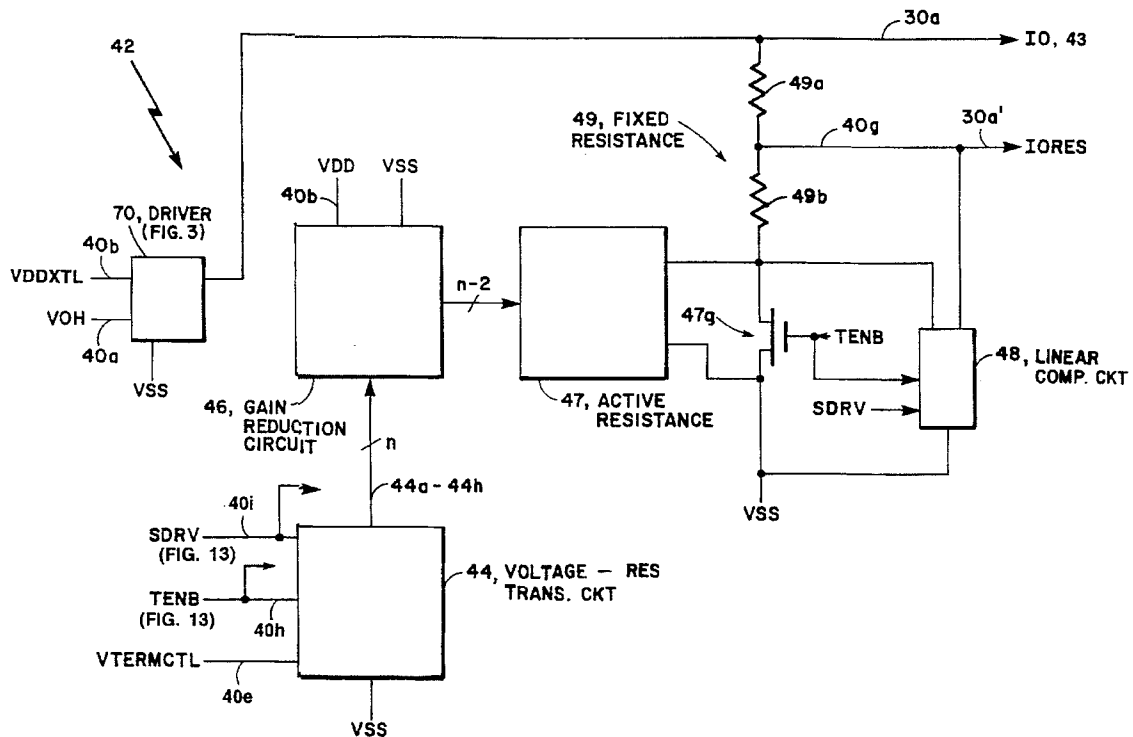 42
30a
IO, 43
49a
49, FIXED
RESISTANCE
40g
30a'
IORES
49b
VDD
VSS
40b
70, DRIVER
(FIG. 3)
40b
VDDXTL
VOH
40a
VSS
n-2
47g
TENB
48, LINEAR
COMP. CKT
SDRV
46, GAIN
REDUCTION
CIRCUIT
47, ACTIVE
RESISTANCE
n
44a-44h
VSS
40i
SDRV
(FIG. 13)
TENB
(FIG. 13)
40h
44, VOLTAGE - RES
TRANS. CKT
VTERMCTL
40e
VSS